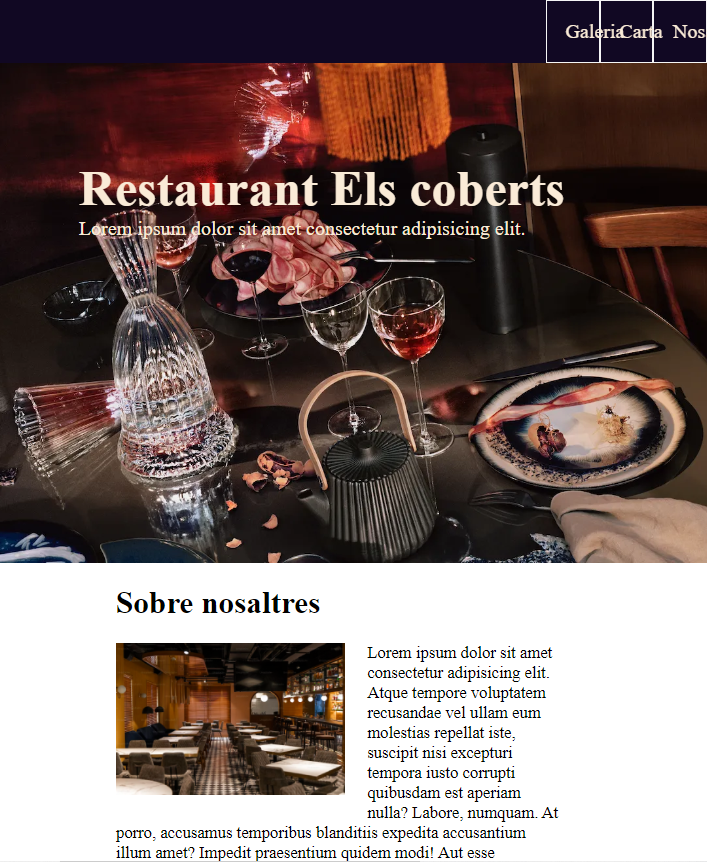 Galeria Carta Nos
Restaurant Els coberts
Lorem ipsum dolor sit amet consectetur adipisicing elit.
Sobre nosaltres
Lorem ipsum dolor sit amet
consectetur adipisicing elit.
Atque tempore voluptatem
recusandae vel ullam eum
molestias repellat iste,
suscipit nisi excepturi
tempora iusto corrupti
quibusdam est aperiam
nulla? Labore, numquam. At
porro, accusamus temporibus blanditiis expedita accusantium
illum amet? Impedit praesentium quidem modi! Aut esse